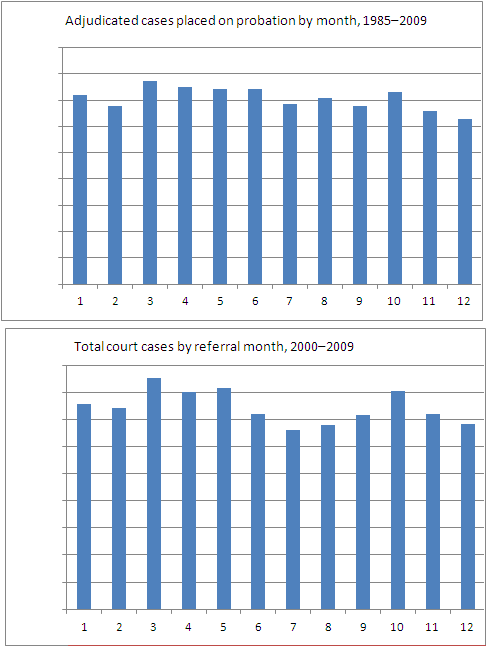 Adjudicated cases placed on probation by month, 1985–2009
1 2 3 4 5 6 7 8 9 10 11 12
Total court cases by referral month, 2000–2009
1 2 3 4 5 6 7 8 9 10 11 12